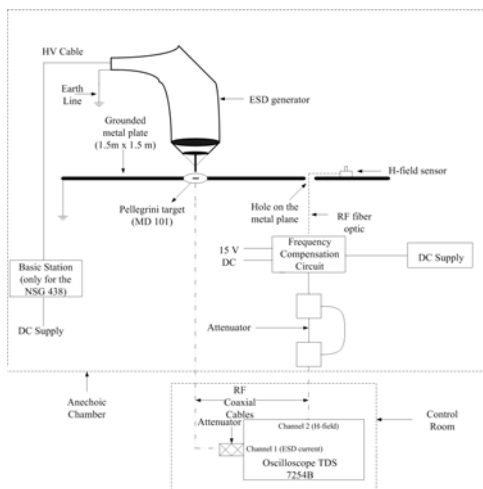 HV Cable
Earth
Line
ESD generator
Grounded
metal plate
(1.5m x 1.5 m)
H-field sensor
Pellegrini target
(MD 101)
Hole on the
metal plane
RF fiber
optic
15 V
DC
Frequency
Compensation
Circuit
DC Supply
Basic Station
(only for the
NSG 438)
DC Supply
Attenuator
Anechoic
Chamber
RF
Coaxial
Cables
Attenuator
Channel 2 (H-field)
Channel 1 (ESD current)
Oscilloscope TDS
7254B
Control
Room